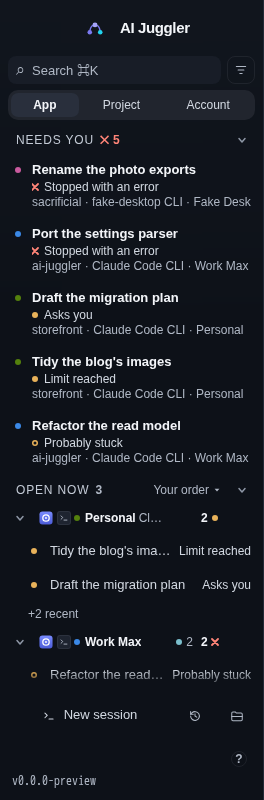 AI Juggler
Search ⌘K
App Project Account
NEEDS YOU 5
Rename the photo exports
Stopped with an error
sacrificial · fake-desktop CLI · Fake Desk
Port the settings parser
Stopped with an error
ai-juggler · Claude Code CLI · Work Max
Draft the migration plan
Asks you
storefront · Claude Code CLI · Personal
Tidy the blog's images
Limit reached
storefront · Claude Code CLI · Personal
Refactor the read model
Probably stuck
ai-juggler · Claude Code CLI · Work Max
OPEN NOW 3 Your order
Personal Cl... 2
Tidy the blog's ima... Limit reached
Draft the migration plan Asks you
+2 recent
Work Max 2 2
Refactor the read... Probably stuck
New session
?
v0.0.0-preview